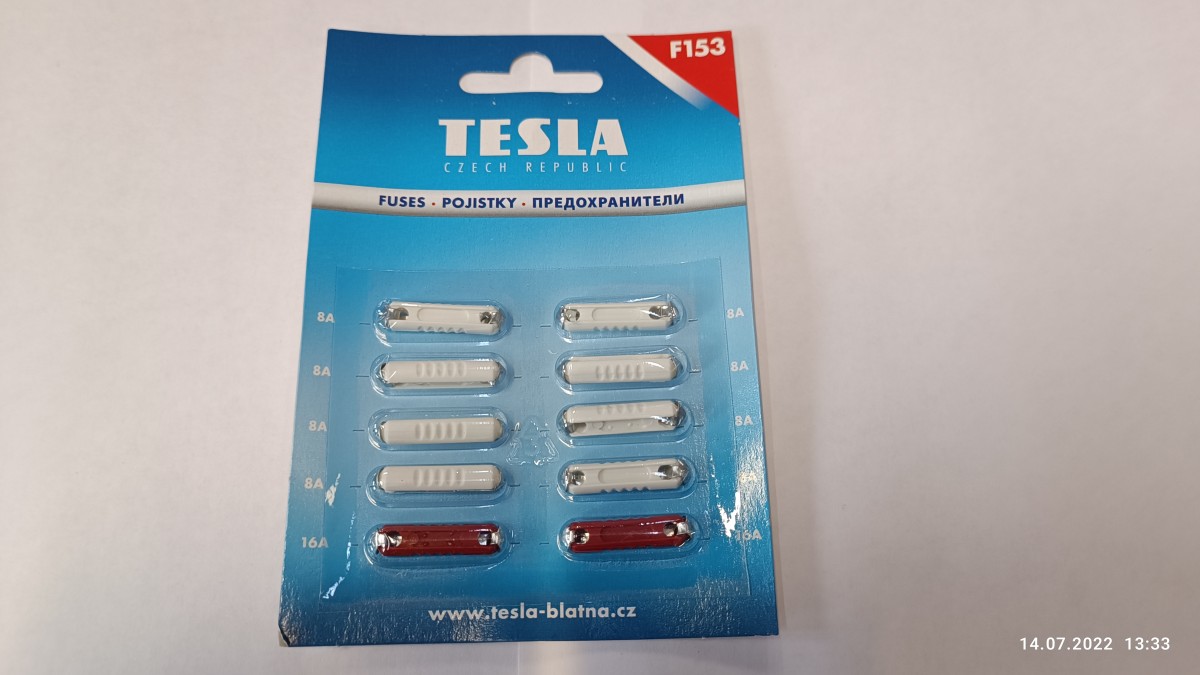 F153
TESLA
CZECH REPUBLIC
FUSES · POJISTKY · ПРЕДОХРАНИТЕЛИ
8A 8A
8A 8A
8A 8A
8A
16A 16A
www.tesla-blatna.cz
14.07.2022 13:33